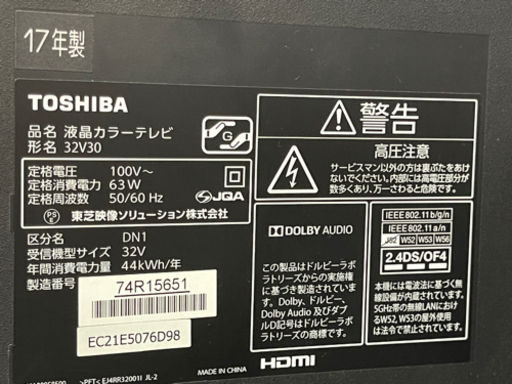 17年製
TOSHIBA
品名 液晶カラーテレビ
形名 32V30
定格電圧 100V～
定格消費電力 63W
定格周波数 50/60Hz
JQA
PS
E
東芝映像ソリューション株式会社
区分名 DN1
受信機型サイズ 32V
年間消費電力量 44kWh/年
製造番号
74R15651
EC21E5076D98
>PFT< EJ4RR32001I JL-2
MADE IN CHINA
HDMI
G
警告
高圧注意
サービスマン以外の方は裏ぶたをあけ
ないでください。内部には高電圧部分が
数多くあり、万一さわると危険です。
DOLBY AUDIO
この製品はドルビーラボ
ラトリーズからの実施権
に基づき製造されていま
す。Dolby、ドルビー、
Dolby Audio 及びダブ
ルD記号はドルビーラボ
ラトリーズの商標です。
IEEE802.11b/g/n
IEEE802.11a/n
J52 W52 W53 W56
2.4DS/OF4
本機には電波法に基づく無
線設備が内蔵されています。
5GHz帯の無線LANにおけ
るW52、W53の屋外使用
は法令で禁止されています。